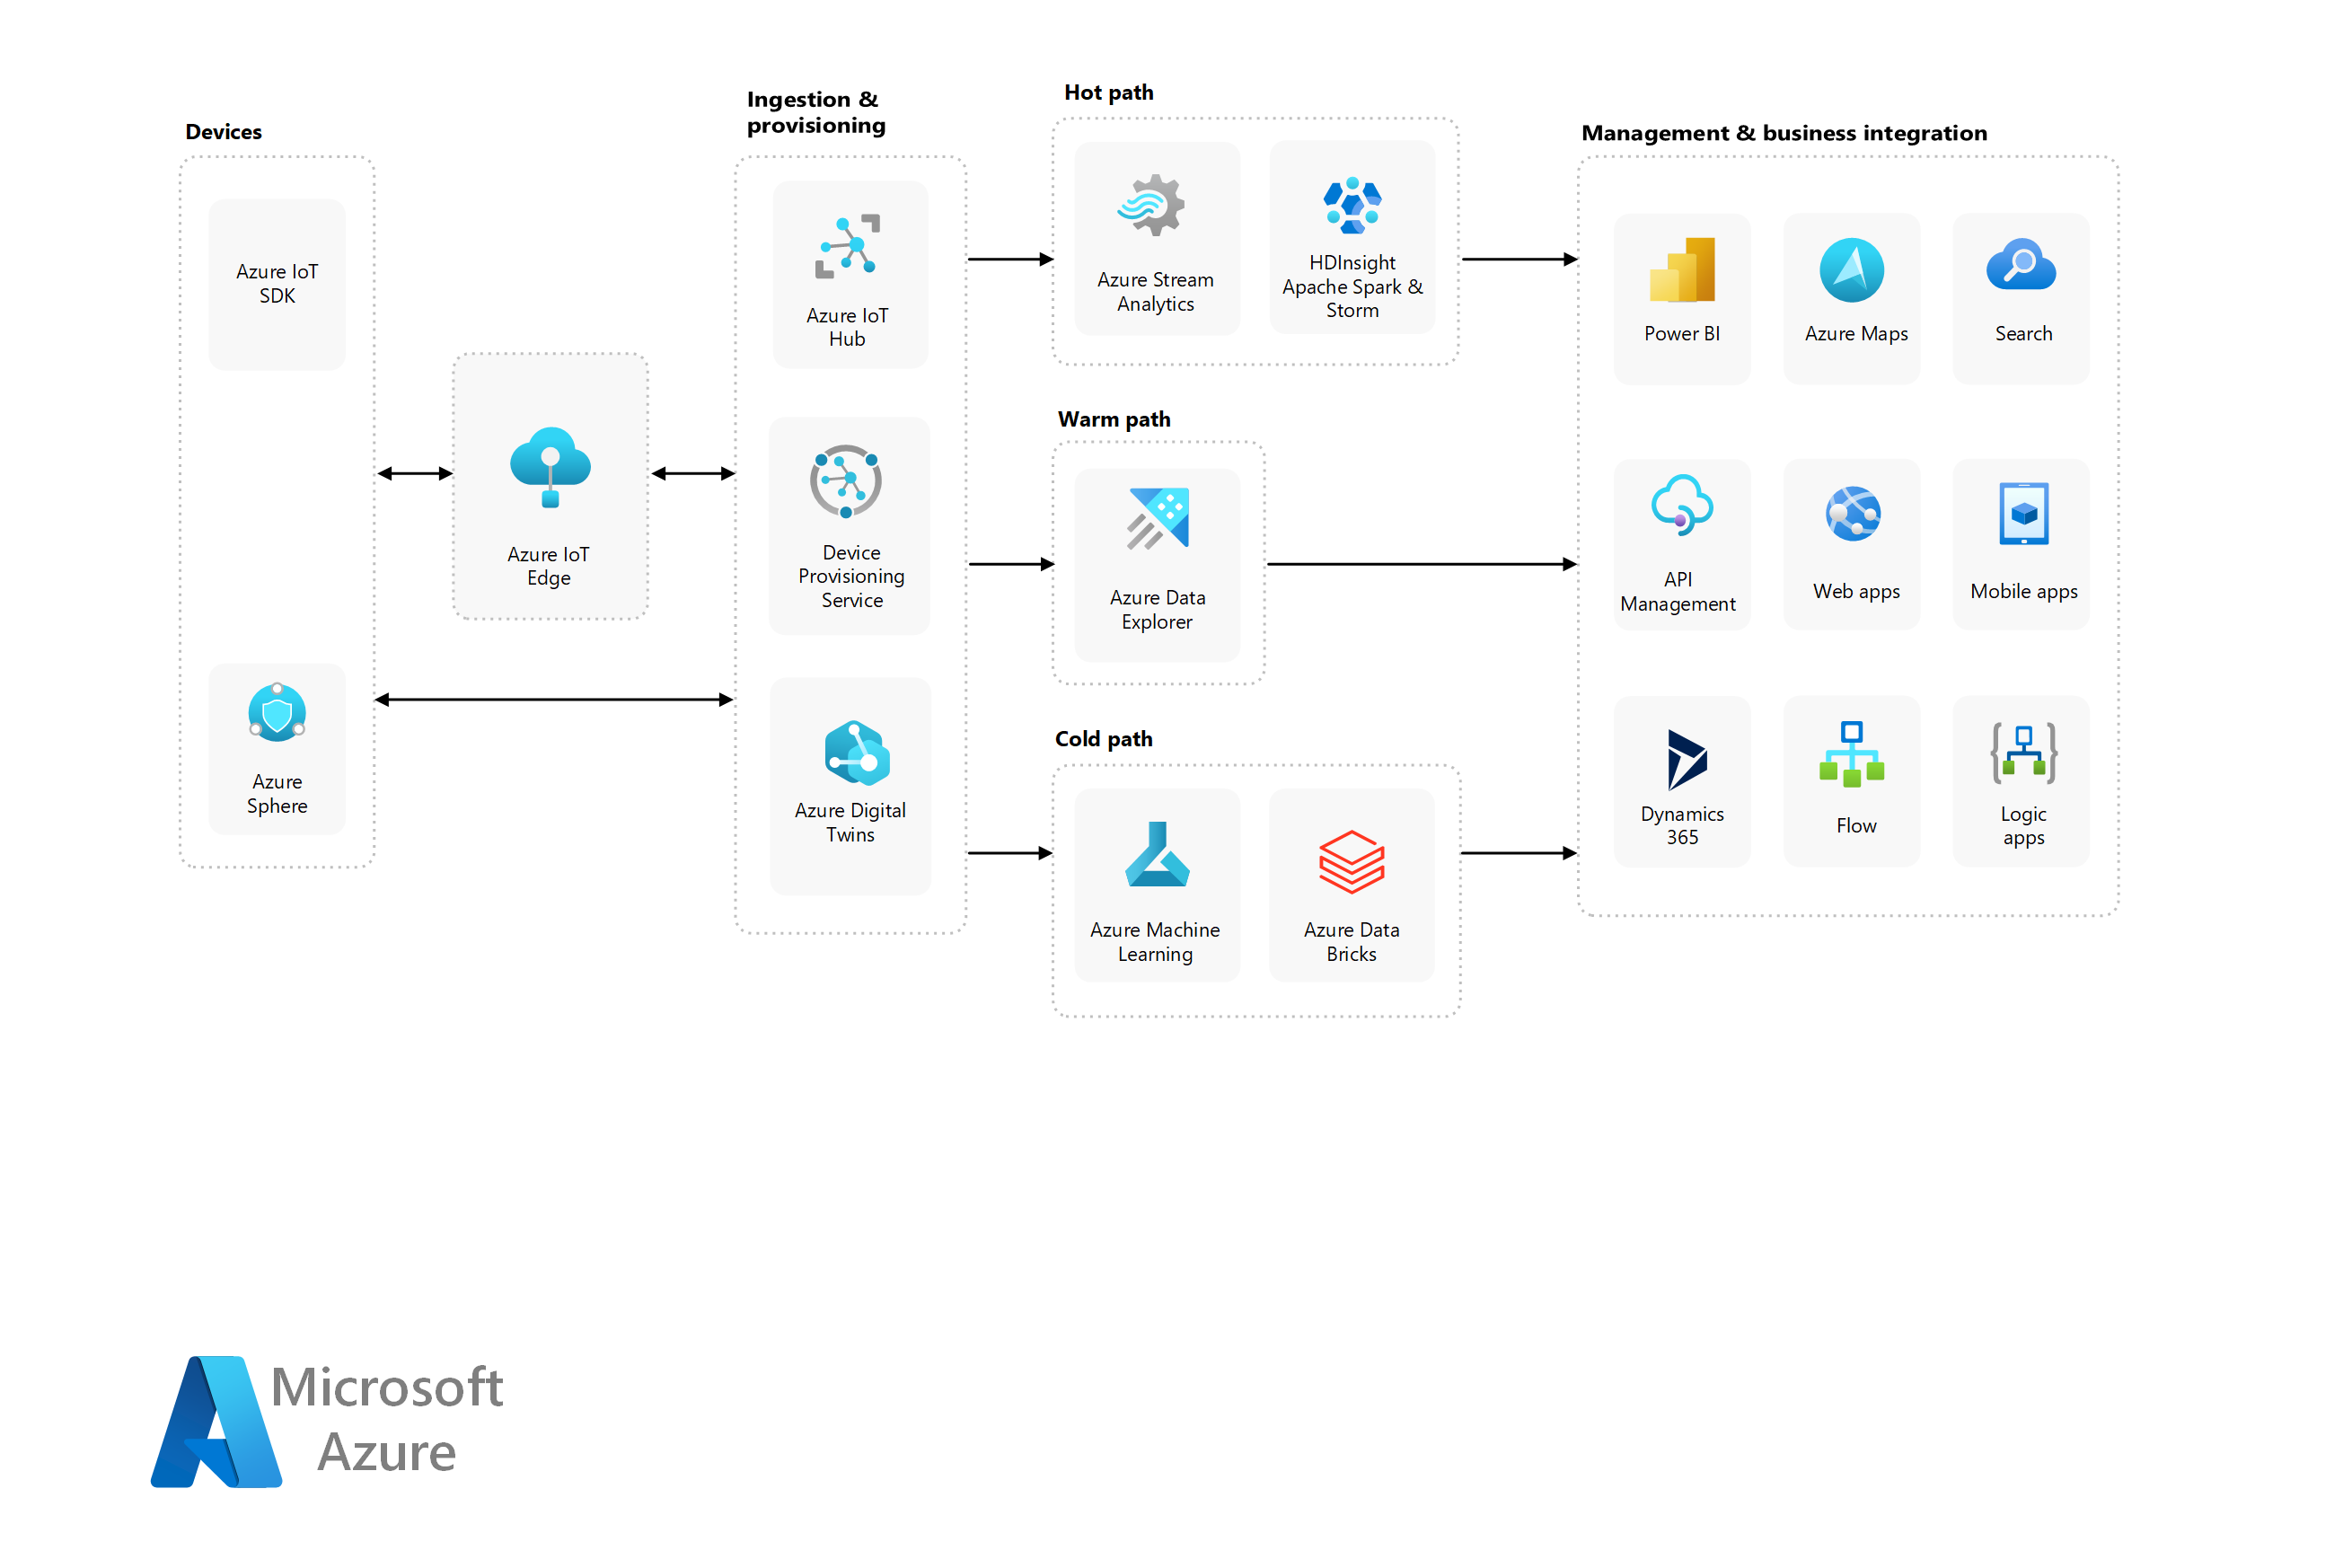 Devices
Azure IoT
SDK
Azure
Sphere
Azure IoT
Edge
Ingestion &
provisioning
Azure IoT
Hub
Device
Provisioning
Service
Azure Digital
Twins
Hot path
Azure Stream
Analytics
HDInsight
Apache Spark &
Storm
Warm path
Azure Data
Explorer
Cold path
Azure Machine
Learning
Azure Data
Bricks
Management & business integration
Power BI
Azure Maps
Search
API
Management
Web apps
Mobile apps
Dynamics
365
Flow
Logic
apps
Microsoft
Azure